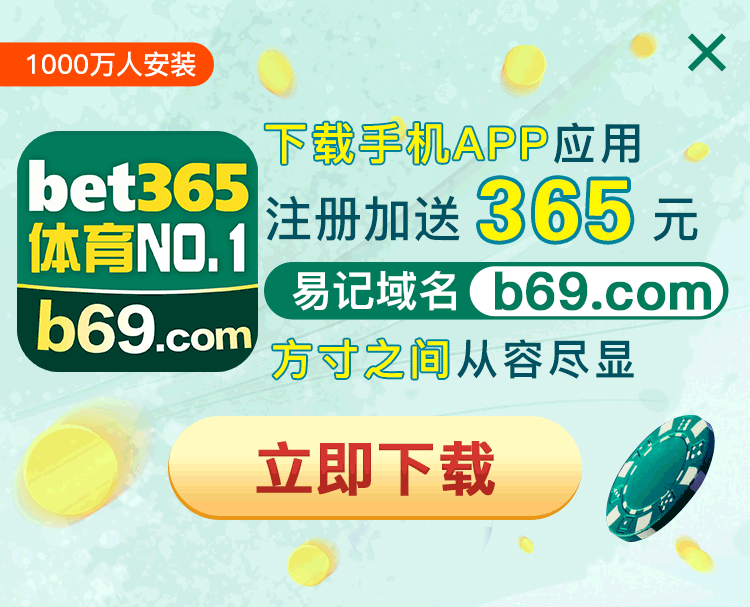 1000万人安装
bet365
体育NO.1
b69.com
下载手机APP应用
注册加送 365 元
易记域名 b69.com
方寸之间从容尽显
立即下载